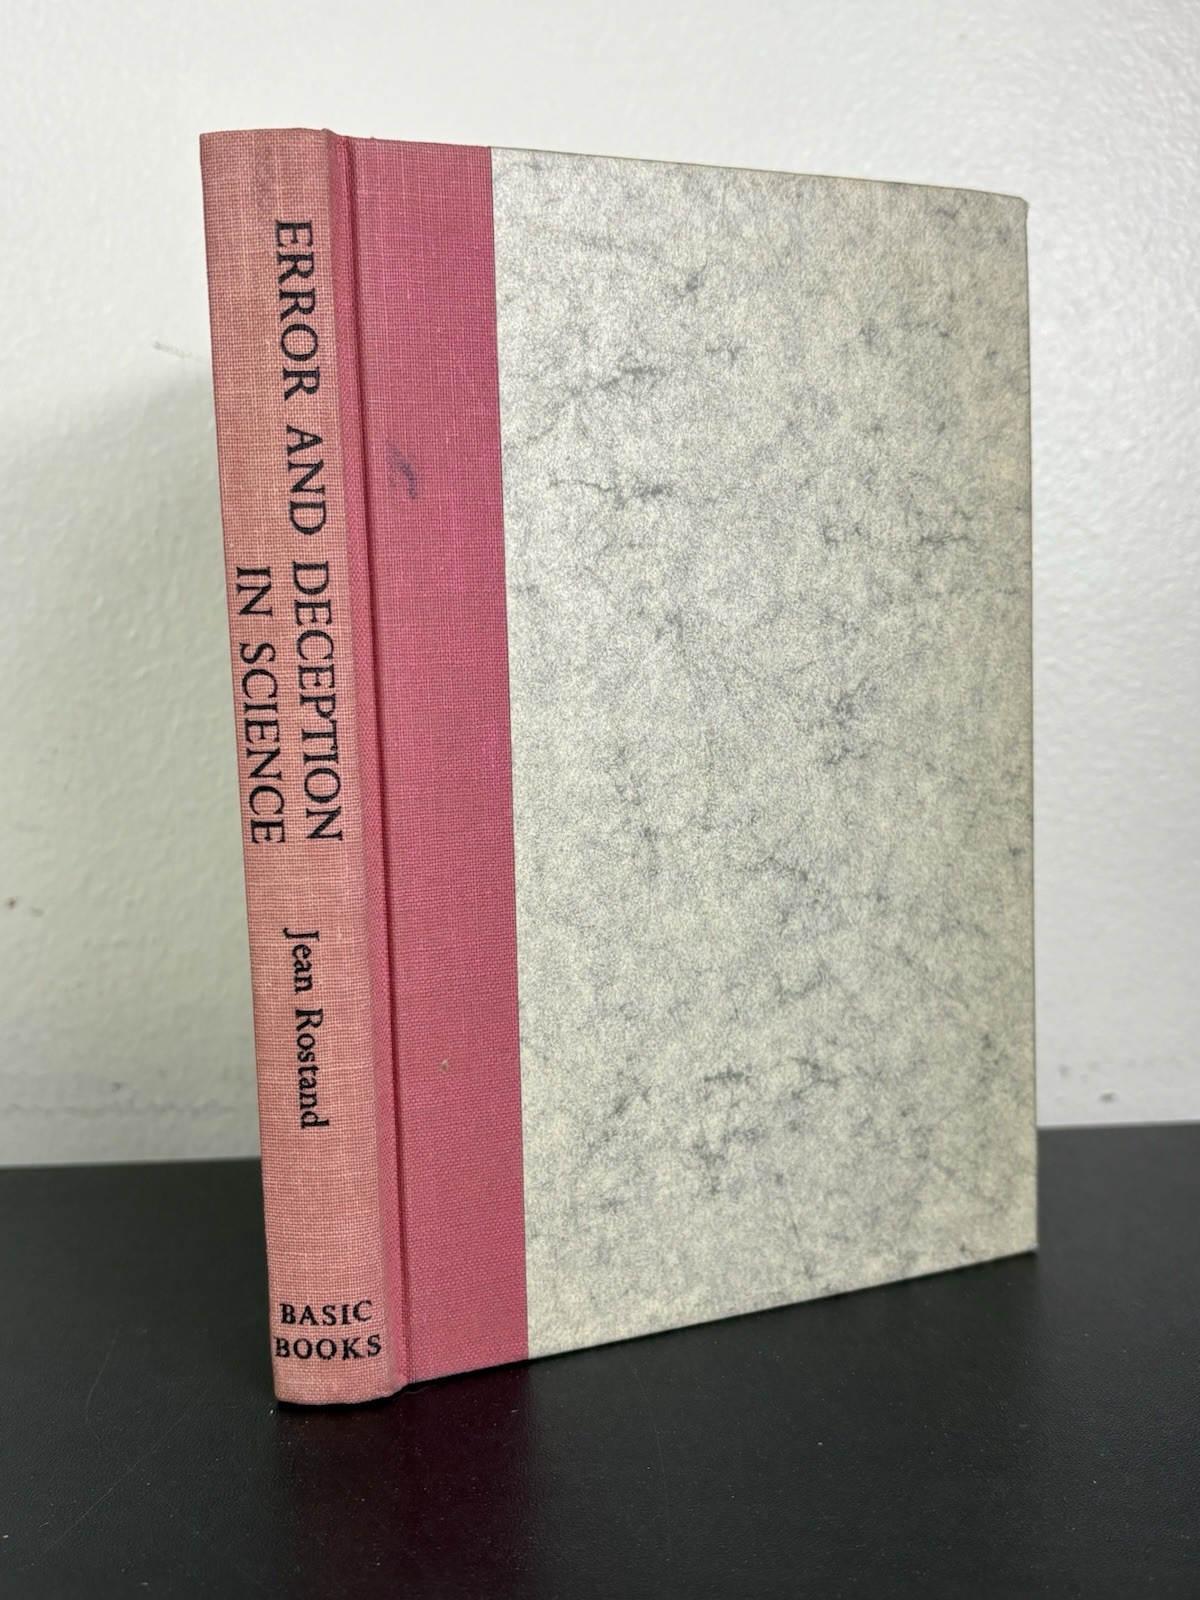 ERROR AND DECEPTION
IN SCIENCE
Jean Rostand
BASIC
BOOKS